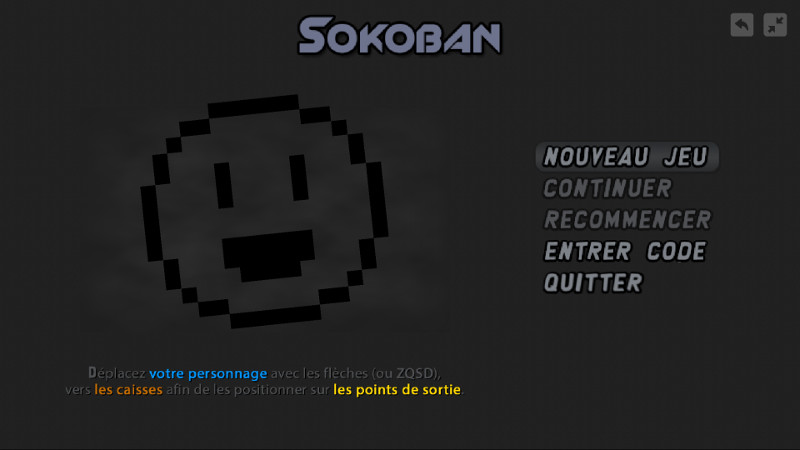 SOKOBAN
NOUVEAU JEU
CONTINUER
RECOMMENCER
ENTRER CODE
QUITTER
Déplacez votre personnage avec les flèches (ou ZQSD),
vers les caisses afin de les positionner sur les points de sortie.